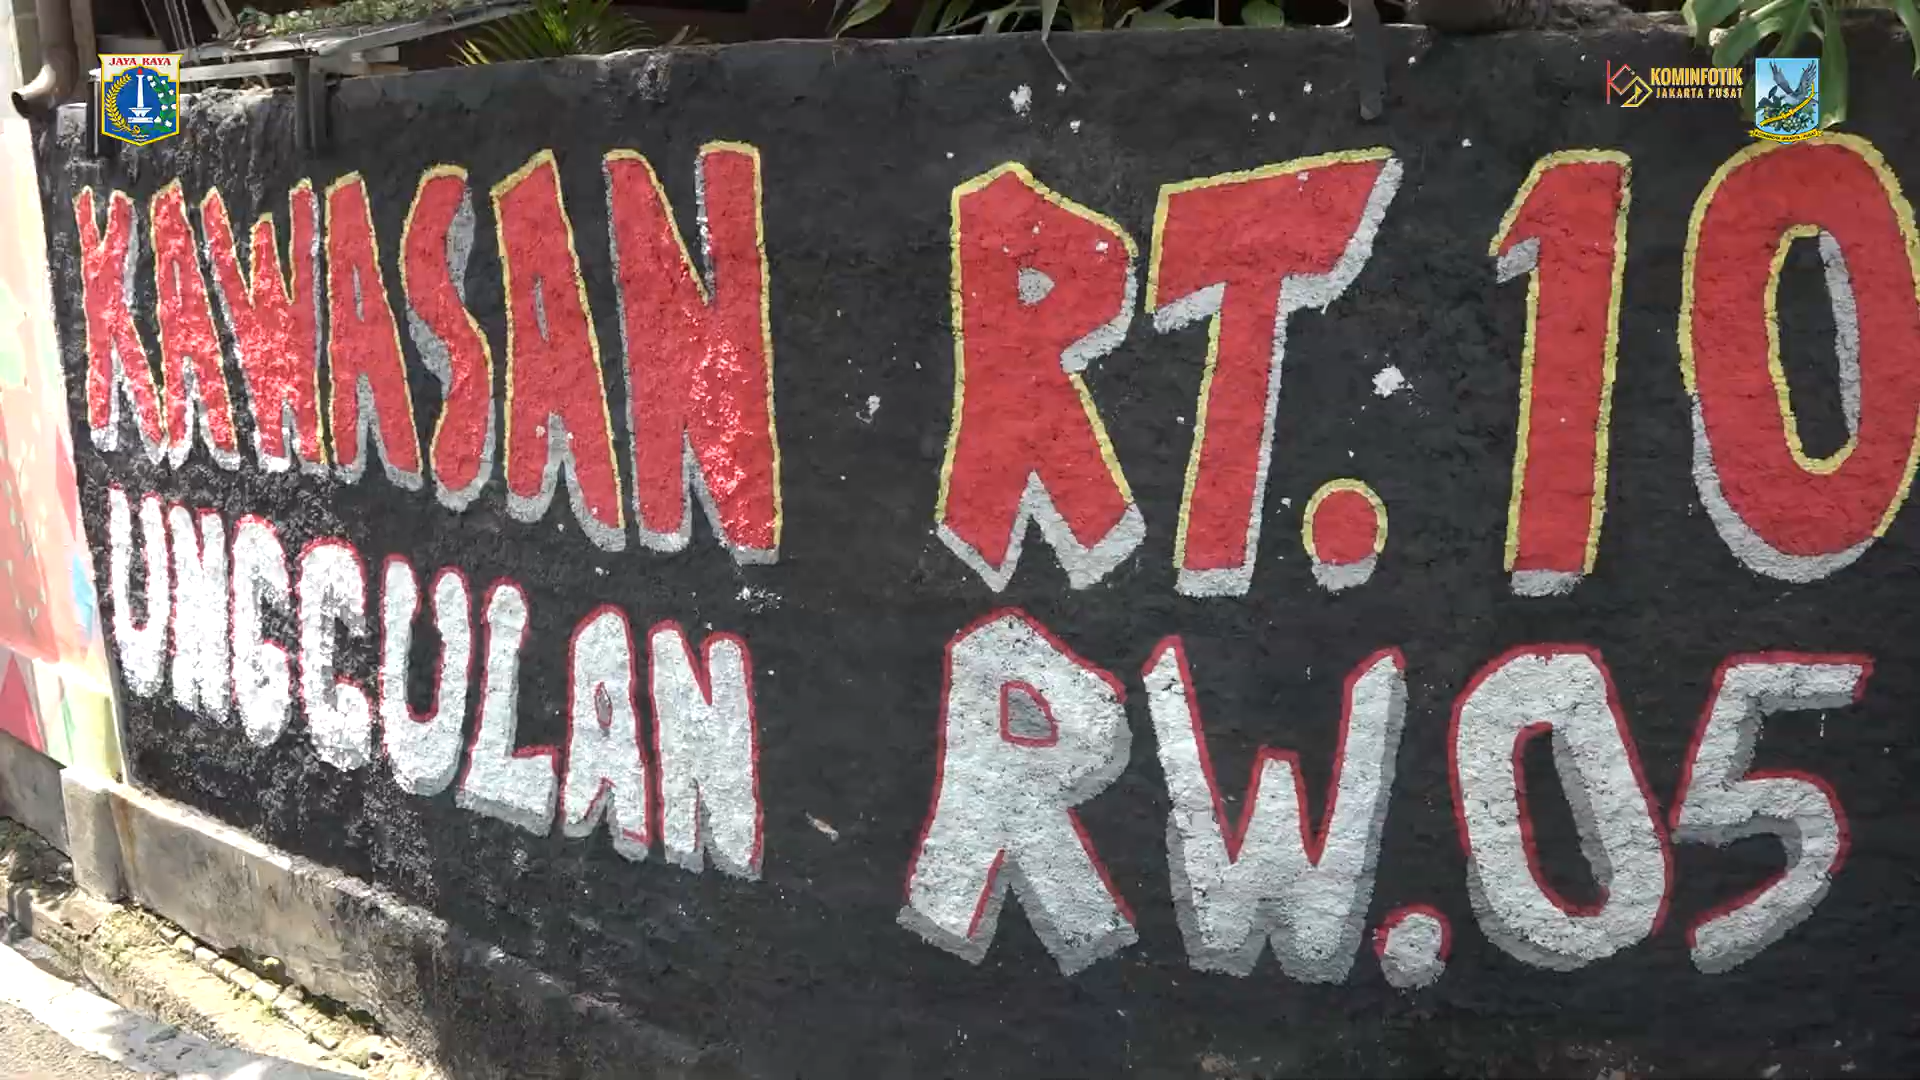 JAYA RAYA
KOMINFOTIK
JAKARTA PUSAT
KAWASAN RT.10
UNGGULAN RW.05